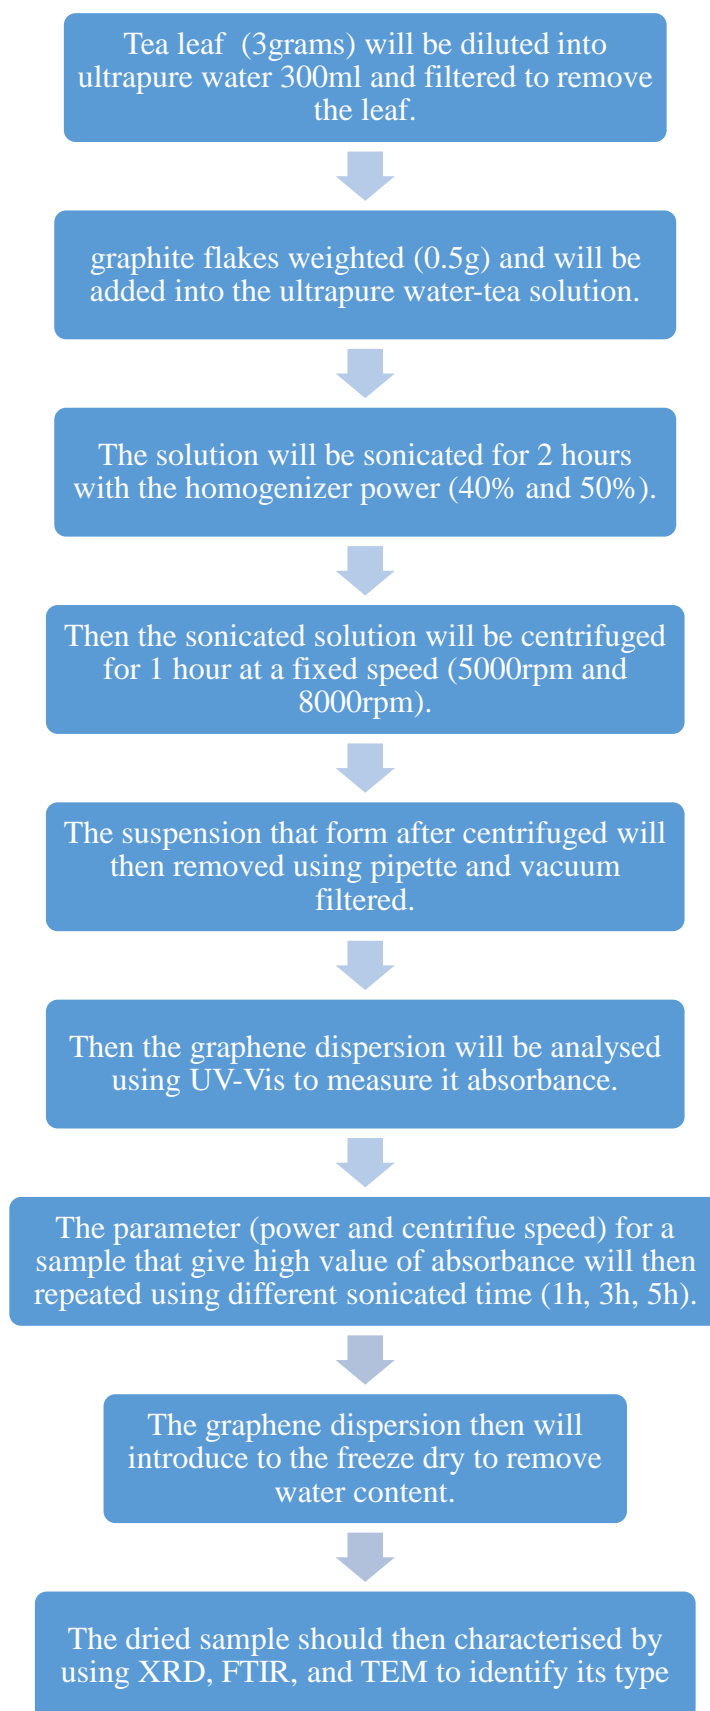 Tea leaf  (3grams) will be diluted into
ultrapure water 300ml and filtered to remove
the leaf.
graphite flakes weighted (0.5g) and will be
added into the ultrapure water-tea solution.
The solution will be sonicated for 2 hours
with the homogenizer power (40% and 50%).
Then the sonicated solution will be centrifuged
for 1 hour at a fixed speed (5000rpm and
8000rpm).
The suspension that form after centrifuged will
then removed using pipette and vacuum
filtered.
Then the graphene dispersion will be analysed
using UV-Vis to measure it absorbance.
The parameter (power and centrifue speed) for a
sample that give high value of absorbance will then
repeated using different sonicated time (1h, 3h, 5h).
The graphene dispersion then will
introduce to the freeze dry to remove
water content.
The dried sample should then characterised by
using XRD, FTIR, and TEM to identify its type